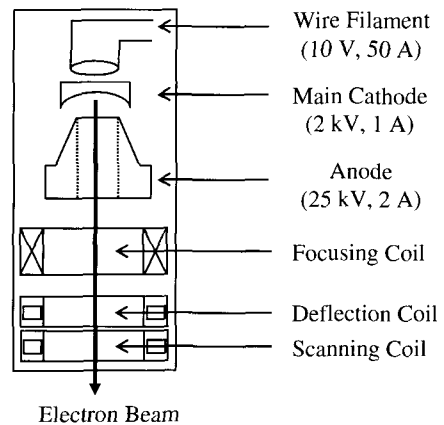 Wire Filament
(10 V, 50 A)
Main Cathode
(2 kV, 1 A)
Anode
(25 kV, 2 A)
Focusing Coil
Deflection Coil
Scanning Coil
Electron Beam